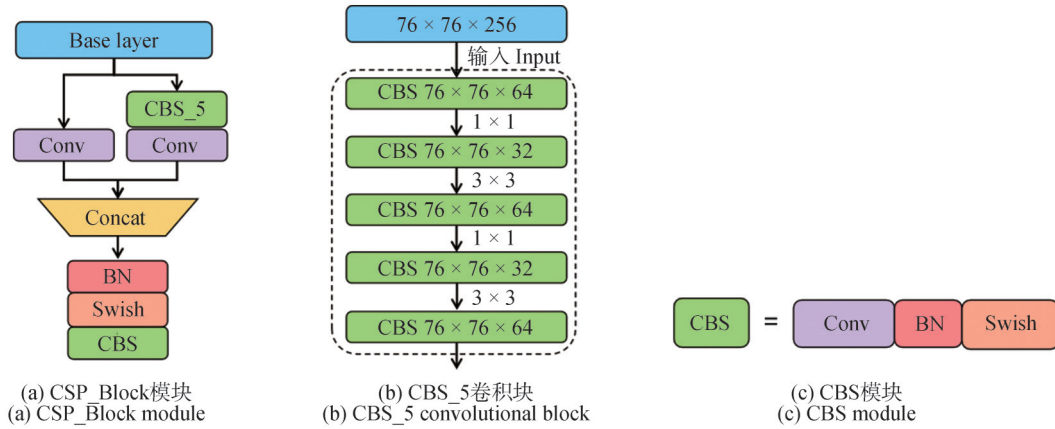 Base layer
CBS_5
Conv
Conv
Concat
BN
Swish
CBS
(a) CSP_Block模块
(a) CSP_Block module
76 × 76 × 256
输入 Input
CBS 76 × 76 × 64
1 × 1
CBS 76 × 76 × 32
3 × 3
CBS 76 × 76 × 64
1 × 1
CBS 76 × 76 × 32
3 × 3
CBS 76 × 76 × 64
(b) CBS_5卷积块
(b) CBS_5 convolutional block
CBS = Conv BN Swish
(c) CBS模块
(c) CBS module